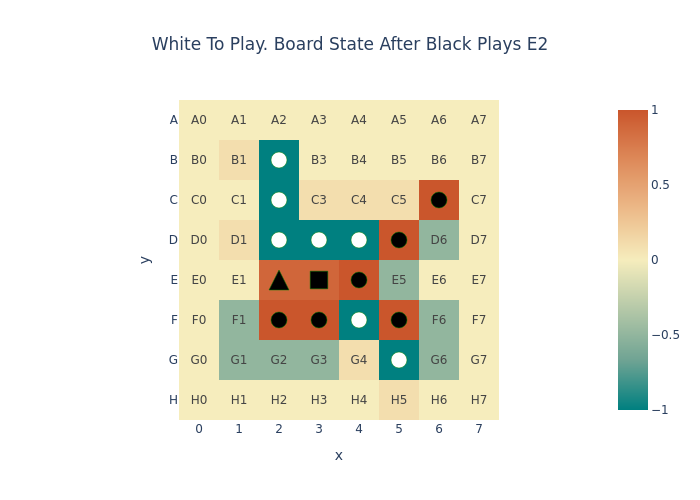 White To Play. Board State After Black Plays E2
A A0 A1 A2 A3 A4 A5 A6 A7
B B0 B1 B3 B4 B5 B6 B7
C C0 C1 C3 C4 C5 C7
D D0 D1 D6 D7
E E0 E1 E5 E6 E7
F F0 F1 F6 F7
G G0 G1 G2 G3 G4 G6 G7
H H0 H1 H2 H3 H4 H5 H6 H7
0 1 2 3 4 5 6 7
x
y
1
0.5
0
−0.5
−1